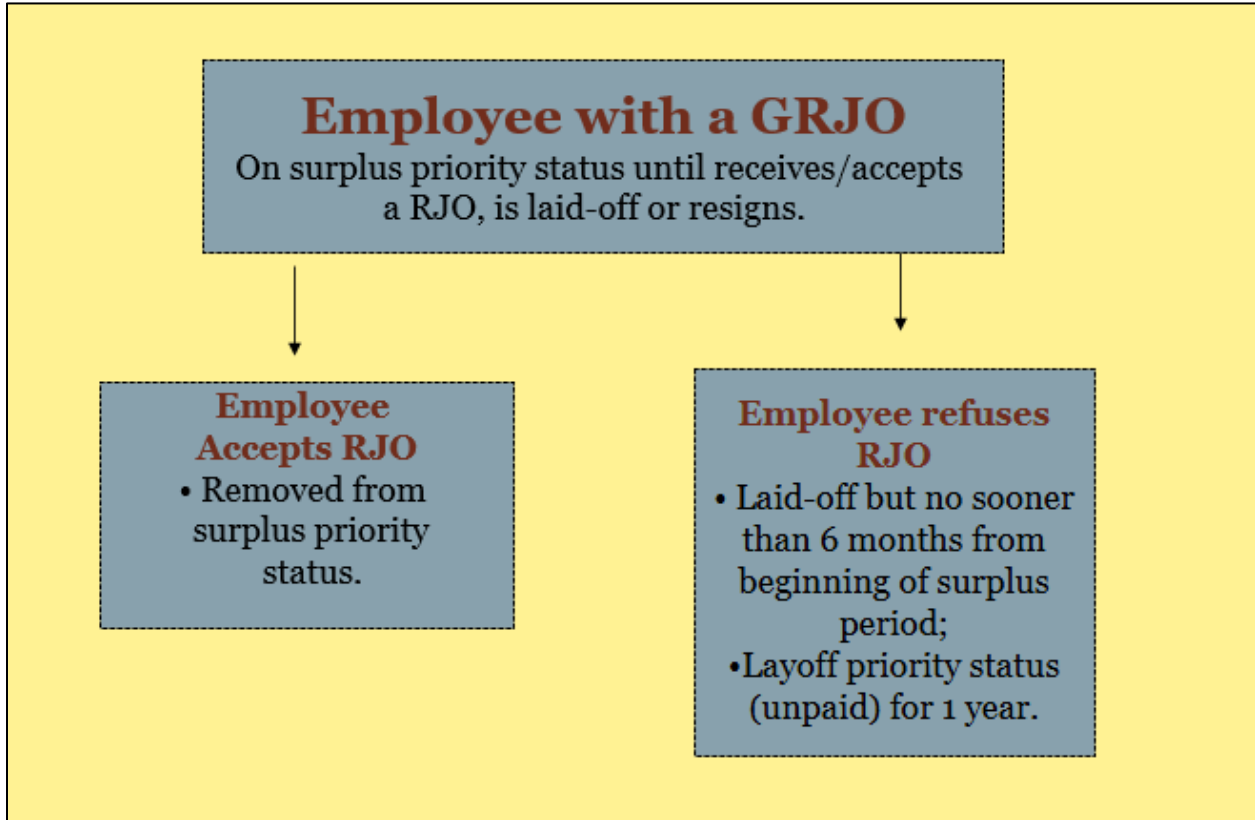 Employee with a GRJO
On surplus priority status until receives/accepts
a RJO, is laid-off or resigns.
Employee
Accepts RJO
• Removed from
surplus priority
status.
Employee refuses
RJO
• Laid-off but no sooner
than 6 months from
beginning of surplus
period;
•Layoff priority status
(unpaid) for 1 year.